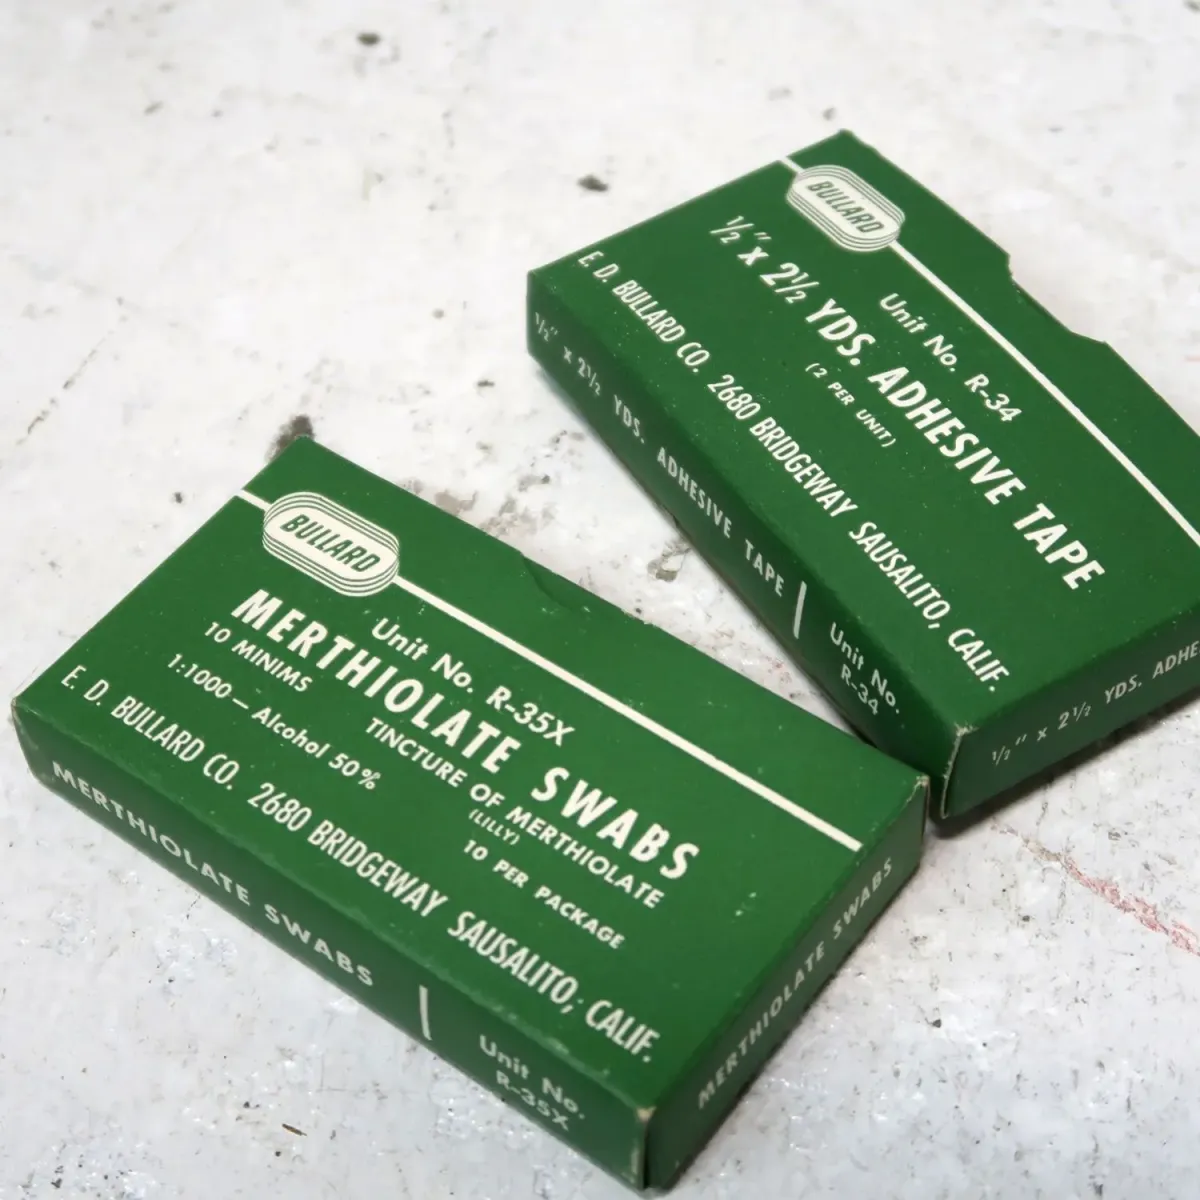 BULLARD
Unit No. R-34
½" x 2½ YDS. ADHESIVE TAPE
(2 PER UNIT)
E. D. BULLARD CO. 2680 BRIDGEWAY SAUSALITO, CALIF.
½" x 2½ YDS. ADHESIVE TAPE
Unit No.
R-34
½" x 2½ YDS. ADHE
BULLARD
Unit No. R-35X
MERTHIOLATE SWABS
10 MINIMS TINCTURE OF MERTHIOLATE
(LILLY)
1:1000—Alcohol 50% 10 PER PACKAGE
E. D. BULLARD CO. 2680 BRIDGEWAY SAUSALITO, CALIF.
MERTHIOLATE SWABS
Unit No.
R-35X
MERTHIOLATE SWABS